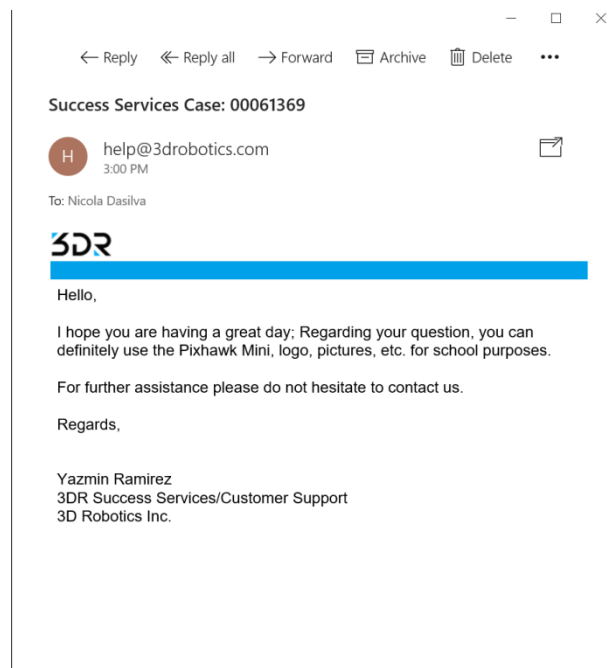 Reply Reply all Forward Archive Delete
Success Services Case: 00061369
H
help@3drobotics.com
3:00 PM
To: Nicola Dasilva
3DR
Hello,
I hope you are having a great day; Regarding your question, you can
definitely use the Pixhawk Mini, logo, pictures, etc. for school purposes.
For further assistance please do not hesitate to contact us.
Regards,
Yazmin Ramirez
3DR Success Services/Customer Support
3D Robotics Inc.